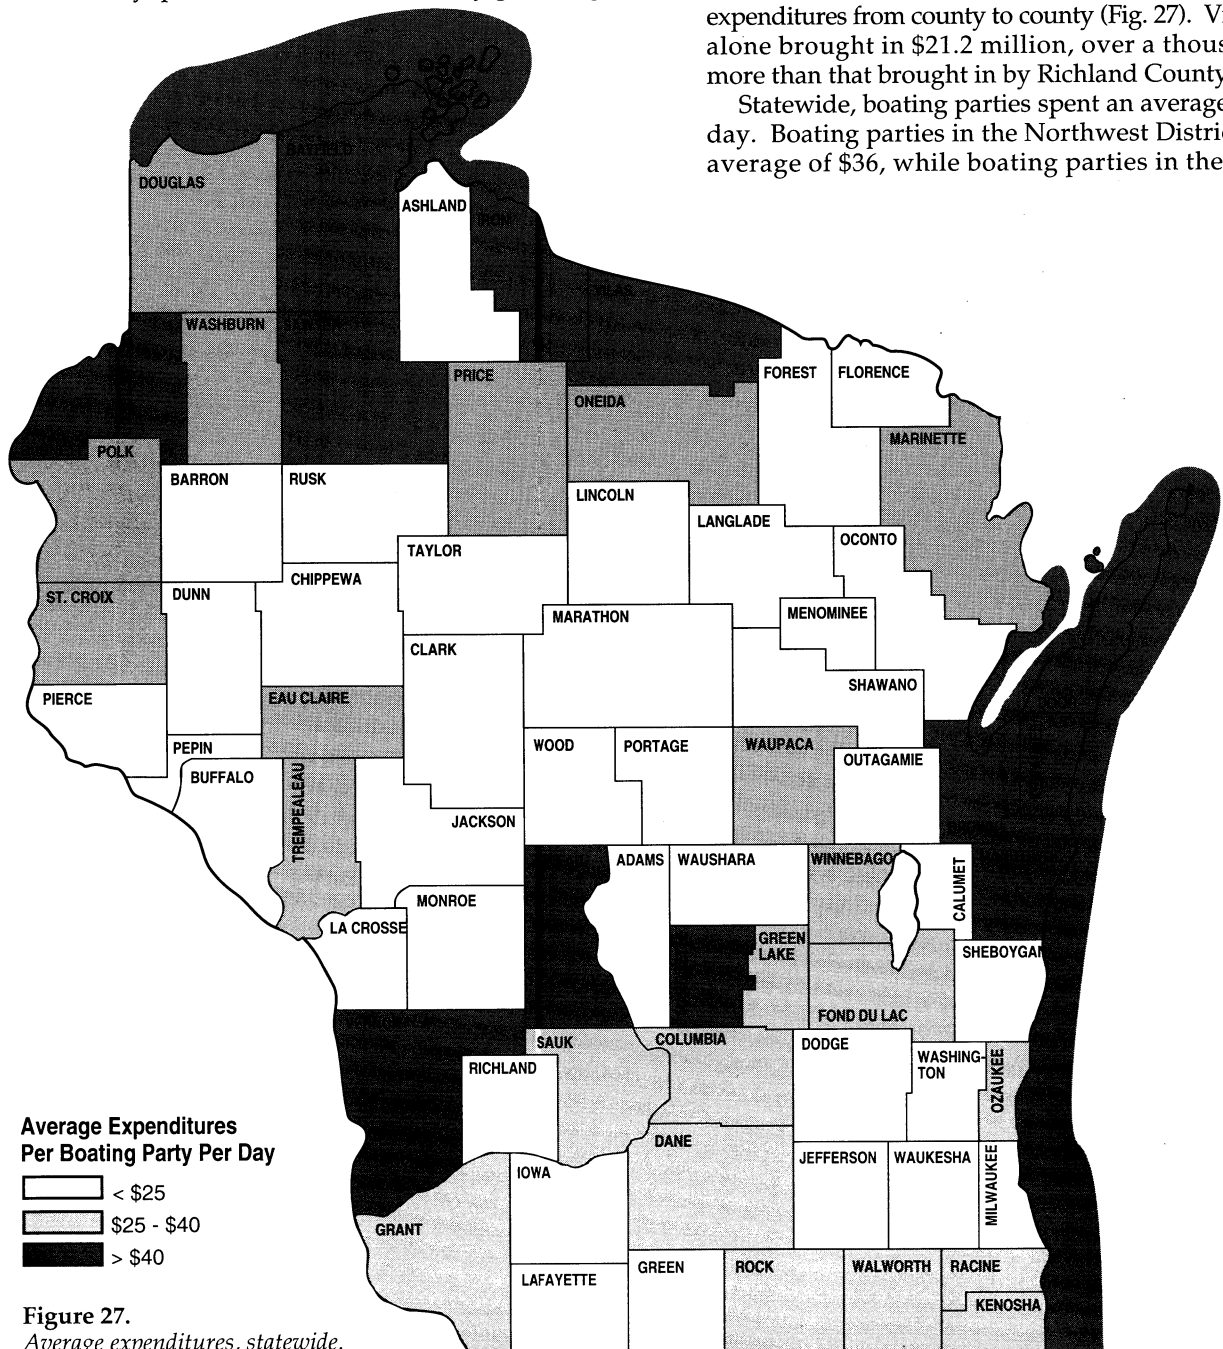 expenditures from county to county (Fig. 27).
alone brought in $21.2 million, over a
more than that brought in by Richland County
Statewide, boating parties spent an average
day. Boating parties in the Northwest
average of $36, while boating parties in the
DOUGLAS
BAYFIELD
ASHLAND
IRON
VILAS
WASHBURN
PRICE
ONEIDA
FOREST
FLORENCE
MARINETTE
POLK
BARRON
RUSK
LINCOLN
LANGLADE
OCONTO
TAYLOR
CHIPPEWA
ST. CROIX
DUNN
MARATHON
MENOMINEE
CLARK
SHAWANO
PIERCE
EAU CLAIRE
PEPIN
BUFFALO
TREMPEALEAU
WOOD
PORTAGE
WAUPACA
OUTAGAMIE
JACKSON
ADAMS
WAUSHARA
WINNEBAGO
CALUMET
MONROE
LA CROSSE
GREEN
LAKE
SHEBOYGAN
FOND DU LAC
SAUK
COLUMBIA
DODGE
WASHING-
TON
OZAUKEE
RICHLAND
DANE
IOWA
JEFFERSON
WAUKESHA
MILWAUKEE
GRANT
LAFAYETTE
GREEN
ROCK
WALWORTH
RACINE
KENOSHA
Average Expenditures
Per Boating Party Per Day
< $25
$25 - $40
> $40
Figure 27.
Average expenditures, statewide.